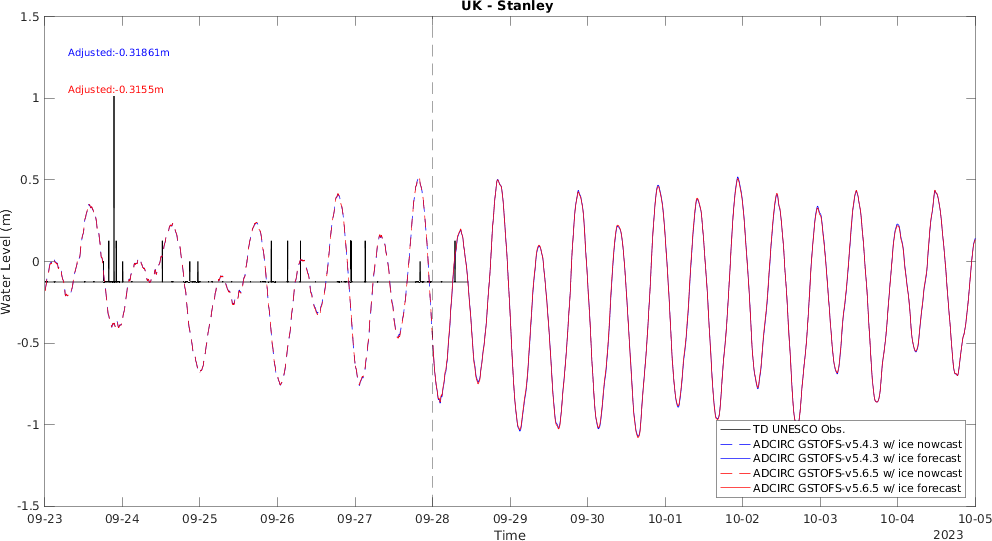 UK - Stanley
Adjusted:-0.31861m
Adjusted:-0.3155m
Water Level (m)
1.5
1
0.5
0
-0.5
-1
-1.5
TD UNESCO Obs.
ADCIRC GSTOFS-v5.4.3 w/ ice nowcast
ADCIRC GSTOFS-v5.4.3 w/ ice forecast
ADCIRC GSTOFS-v5.6.5 w/ ice nowcast
ADCIRC GSTOFS-v5.6.5 w/ ice forecast
09-23 09-24 09-25 09-26 09-27 09-28 09-29 09-30 10-01 10-02 10-03 10-04 10-05
Time
2023